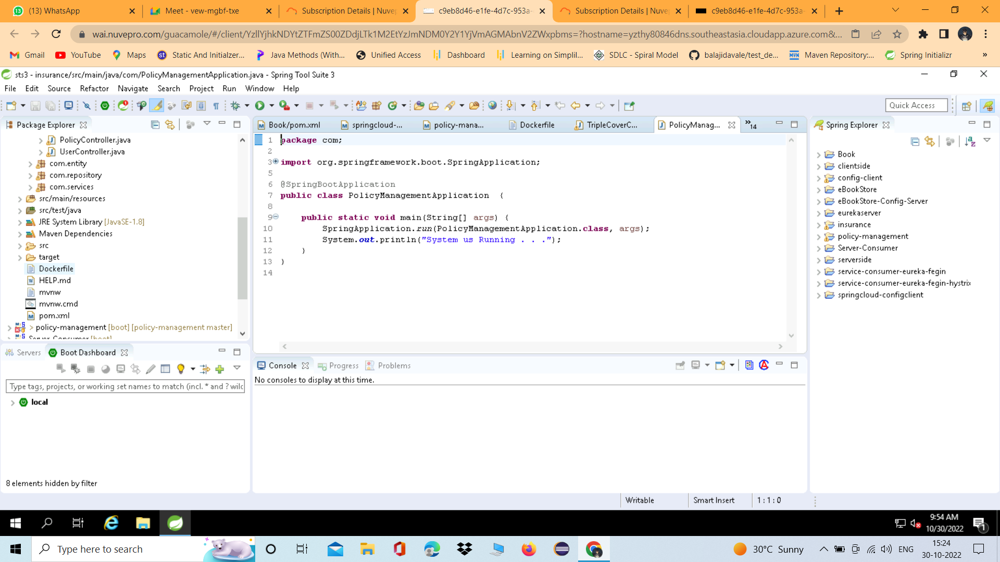 (13) WhatsApp
Meet - vew-mgbf-txe
Subscription Details | Nuve
c9eb8d46-e1fe-4d7c-953a-
Subscription Details | Nuve
c9eb8d46-e1fe-4d7c-953a-
wai.nuvepro.com/guacamole/#/client/YzllYjhkNDYtZTFmZS00ZDdjLTk1M2EtYzJmNDM0Y2Y1YjVmAGMAbnV2ZWxpbms=?hostname=yzthy80846dns.southeastasia.cloudapp.azure.com&...
Gmail
YouTube
Maps
Static And Initialzer...
Java Methods (With...
Unified Access
Dashboard
Learning on Simplil...
SDLC - Spiral Model
balajidavale/test_de...
Maven Repository:...
Spring Initializr
»
sts3 - insurance/src/main/java/com/PolicyManagementApplication.java - Spring Tool Suite 3
File Edit Source Refactor Navigate Search Project Run Window Help
Quick Access
Package Explorer
PolicyController.java
UserController.java
com.entity
com.repository
com.services
src/main/resources
src/test/java
JRE System Library [JavaSE-1.8]
Maven Dependencies
src
target
Dockerfile
HELP.md
mvnw
mvnw.cmd
pom.xml
> policy-management [boot] [policy-management master]
Server-Consumer [boot]
Servers
Boot Dashboard
Type tags, projects, or working set names to match (incl. * and ? wildc
local
8 elements hidden by filter
Book/pom.xml
springcloud-...
policy-mana...
Dockerfile
TripleCoverC...
PolicyManag...
»14
1 package com;
2
3 import org.springframework.boot.SpringApplication;
5
6 @SpringBootApplication
7 public class PolicyManagementApplication {
8
9 public static void main(String[] args) {
10 SpringApplication.run(PolicyManagementApplication.class, args);
11 System.out.println("System us Running . . .");
12 }
13 }
14
Console
Progress
Problems
No consoles to display at this time.
Spring Explorer
Book
clientside
config-client
eBookStore
eBookStore-Config-Server
eurekaserver
insurance
policy-management
Server-Consumer
serverside
service-consumer-eureka-fegin
service-consumer-eureka-fegin-hystrix
springcloud-configclient
Writable
Smart Insert
1 : 1 : 0
9:54 AM
10/30/2022
1
Type here to search
30°C Sunny
ENG
15:24
30-10-2022